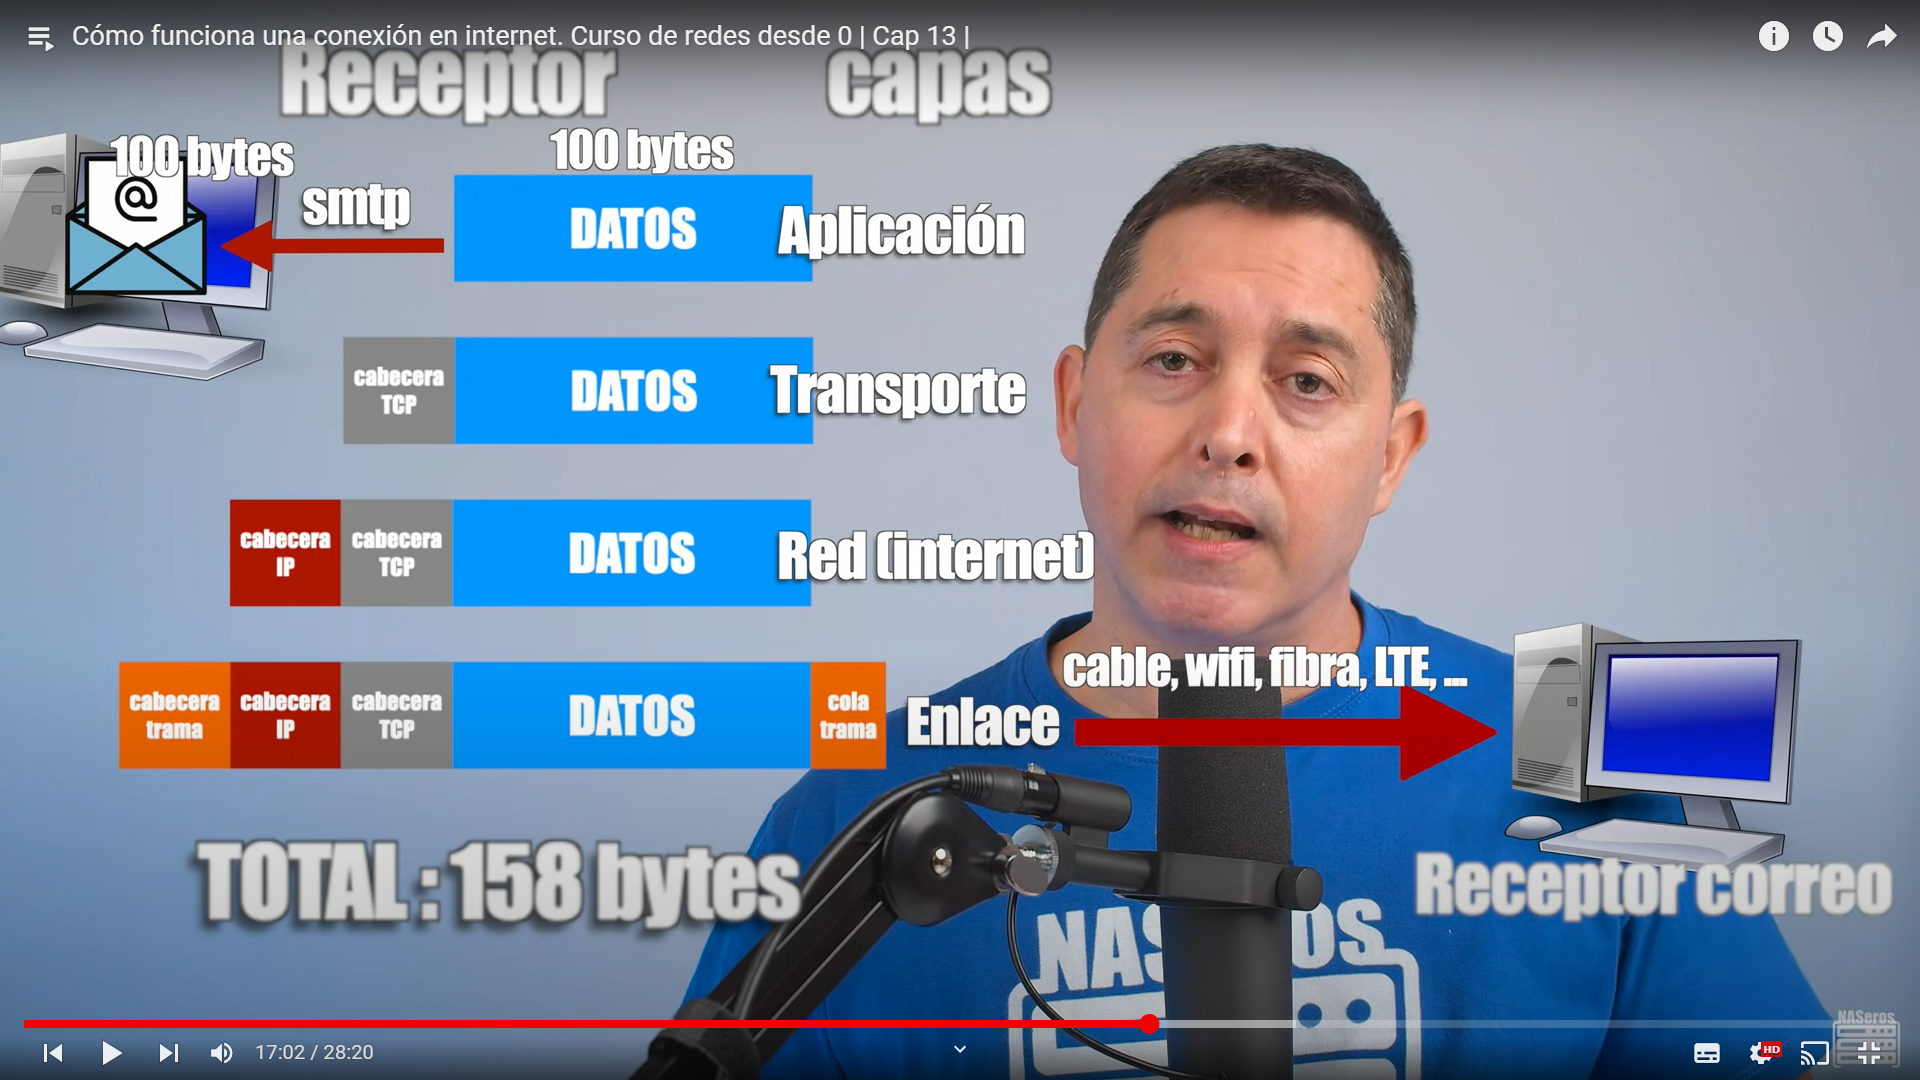 Cómo funciona una conexión en internet. Curso de redes desde 0 | Cap 13 |
Receptor
capas
100 bytes
100 bytes
@
smtp
DATOS
Aplicación
cabecera
TCP
DATOS
Transporte
cabecera
IP
cabecera
TCP
DATOS
Red (internet)
cabecera
trama
cabecera
IP
cabecera
TCP
DATOS
cola
trama
Enlace
cable, wifi, fibra, LTE, ...
TOTAL : 158 bytes
Receptor correo
NAS OS
NASeros
17:02 / 28:20
HD